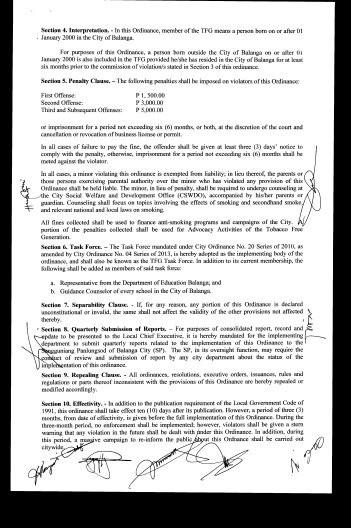 Section 4. Interpretation. - In this Ordinance, member of the TFG means a person born on or after 01
January 2000 in the City of Balanga.
For purposes of this Ordinance, a person born outside the City of Balanga on or after 01
January 2000 is also included in the TFG provided he/she has resided in the City of Balanga for at least
six months prior to the commission of violation/s stated in Section 3 of this ordinance.
Section 5. Penalty Clause. – The following penalties shall be imposed on violators of this Ordinance:
First Offense: P 1, 500.00
Second Offense: P 3,000.00
Third and Subsequent Offenses: P 5,000.00
or imprisonment for a period not exceeding six (6) months, or both, at the discretion of the court and
cancellation or revocation of business license or permit.
In all cases of failure to pay the fine, the offender shall be given at least three (3) days' notice to
comply with the penalty, otherwise, imprisonment for a period not exceeding six (6) months shall be
meted against the violator.
In all cases, a minor violating this ordinance is exempted from liability, in lieu thereof, the parents or
those persons exercising parental authority over the minor who has violated any provision of this
Ordinance shall be held liable. The minor, in lieu of penalty, shall be required to undergo counseling at
the City Social Welfare and Development Office (CSWDO), accompanied by his/her parents or
guardian. Counseling shall focus on topics involving the effects of smoking and secondhand smoke,
and relevant national and local laws on smoking.
All fines collected shall be used to finance anti-smoking programs and campaigns of the City. A
portion of the penalties collected shall be used for Advocacy Activities of the Tobacco Free
Generation.
Section 6. Task Force. – The Task Force mandated under City Ordinance No. 20 Series of 2010, as
amended by City Ordinance No. 04 Series of 2013, is hereby adopted as the implementing body of the
ordinance, and shall also be known as the TFG Task Force. In addition to its current membership, the
following shall be added as members of said task force:
a. Representative from the Department of Education Balanga; and
b. Guidance Counselor of every school in the City of Balanga.
Section 7. Separability Clause. - If, for any reason, any portion of this Ordinance is declared
unconstitutional or invalid, the same shall not affect the validity of the other provisions not affected
thereby.
Section 8. Quarterly Submission of Reports. – For purposes of consolidated report, record and
update to be presented to the Local Chief Executive, it is hereby mandated for the implementing
department to submit quarterly reports related to the implementation of this Ordinance to the
Sangguniang Panlungsod of Balanga City (SP). The SP, in its oversight function, may require the
conduct of review and submission of report by any city department about the status of the
implementation of this ordinance.
Section 9. Repealing Clause. - All ordinances, resolutions, executive orders, issuances, rules and
regulations or parts thereof inconsistent with the provisions of this Ordinance are hereby repealed or
modified accordingly.
Section 10. Effectivity. - In addition to the publication requirement of the Local Government Code of
1991, this ordinance shall take effect ten (10) days after its publication. However, a period of three (3)
months, from date of effectivity, is given before the full implementation of this Ordinance. During the
three-month period, no enforcement shall be implemented; however, violators shall be given a stern
warning that any violation in the future shall be dealt with under this Ordinance. In addition, during
this period, a massive campaign to re-inform the public about this Ordinance shall be carried out
citywide.